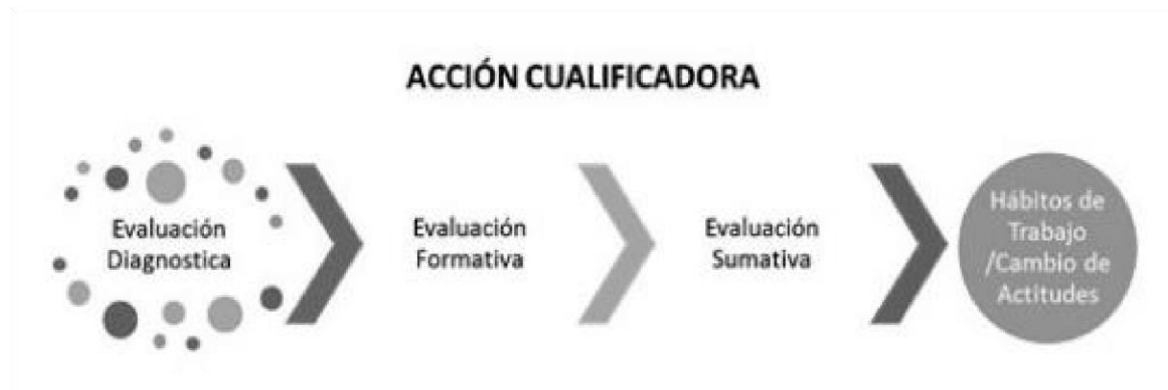 ACCIÓN CUALIFICADORA
Evaluación
Diagnostica
Evaluación
Formativa
Evaluación
Sumativa
Hábitos de
Trabajo
/Cambio de
Actitudes